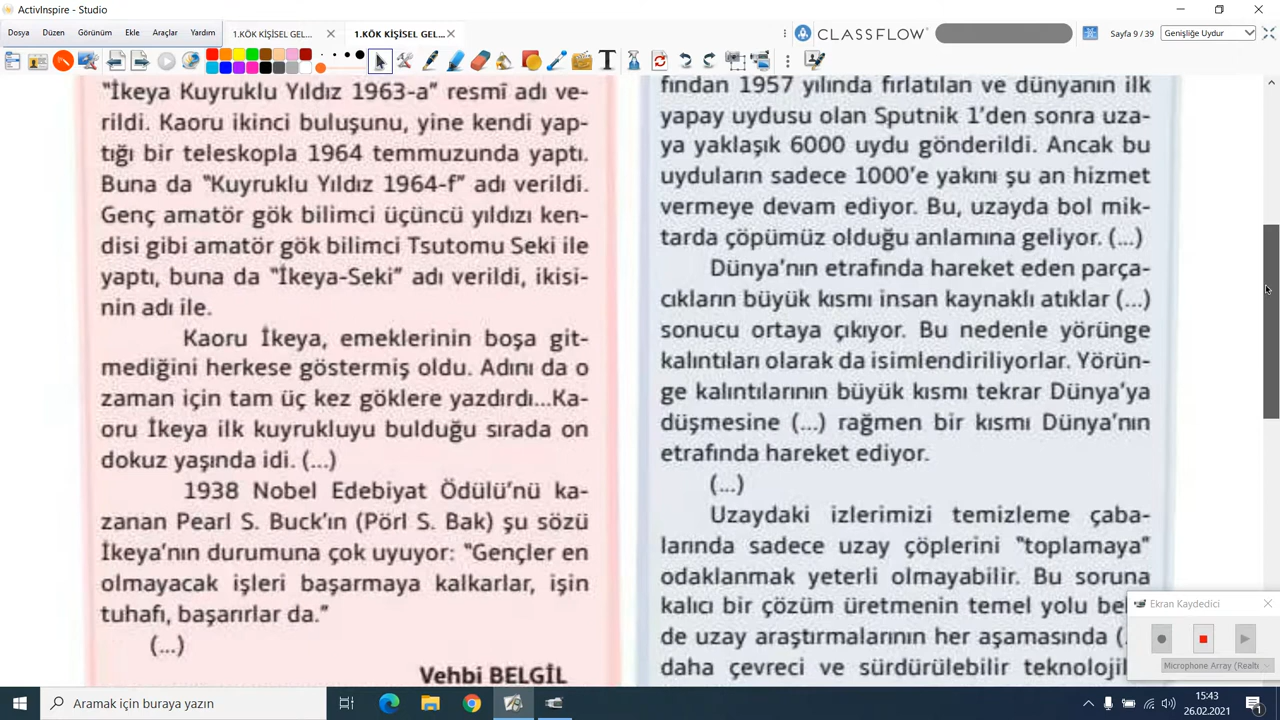 ActivInspire - Studio
Dosya Düzen Görünüm Ekle Araçlar Yardım
1.KÖK KİŞİSEL GEL...
1.KÖK KİŞİSEL GEL...
CLASSFLOW
Sayfa 9 / 39
Genişliğe Uydur
"İkeya Kuyruklu Yıldız 1963-a" resmî adı ve-
rildi. Kaoru ikinci buluşunu, yine kendi yap-
tığı bir teleskopla 1964 temmuzunda yaptı.
Buna da "Kuyruklu Yıldız 1964-f" adı verildi.
Genç amatör gök bilimci üçüncü yıldızı ken-
disi gibi amatör gök bilimci Tsutomu Seki ile
yaptı, buna da "İkeya-Seki" adı verildi, ikisi-
nin adı ile.
Kaoru İkeya, emeklerinin boşa git-
mediğini herkese göstermiş oldu. Adını da o
zaman için tam üç kez göklere yazdırdı...Ka-
oru İkeya ilk kuyrukluyu bulduğu sırada on
dokuz yaşında idi. (...)
1938 Nobel Edebiyat Ödülü'nü ka-
zanan Pearl S. Buck'ın (Pörl S. Bak) şu sözü
İkeya'nın durumuna çok uyuyor: "Gençler en
olmayacak işleri başarmaya kalkarlar, işin
tuhafı, başarırlar da."
(...)
Vehbi BELGİL
fından 1957 yılında fırlatılan ve dünyanın ilk
yapay uydusu olan Sputnik 1'den sonra uza-
ya yaklaşık 6000 uydu gönderildi. Ancak bu
uyduların sadece 1000'e yakını şu an hizmet
vermeye devam ediyor. Bu, uzayda bol mik-
tarda çöpümüz olduğu anlamına geliyor. (...)
Dünya'nın etrafında hareket eden parça-
cıkların büyük kısmı insan kaynaklı atıklar (...)
sonucu ortaya çıkıyor. Bu nedenle yörünge
kalıntıları olarak da isimlendiriliyorlar. Yörün-
ge kalıntılarının büyük kısmı tekrar Dünya'ya
düşmesine (...) rağmen bir kısmı Dünya'nın
etrafında hareket ediyor.
(...)
Uzaydaki izlerimizi temizleme çaba-
larında sadece uzay çöplerini "toplamaya"
odaklanmak yeterli olmayabilir. Bu soruna
kalıcı bir çözüm üretmenin temel yolu be
de uzay araştırmalarının her aşamasında (..
daha çevreci ve sürdürülebilir teknolojil
Ekran Kaydedici
Microphone Array (Realt
Aramak için buraya yazın
15:43
26.02.2021
1